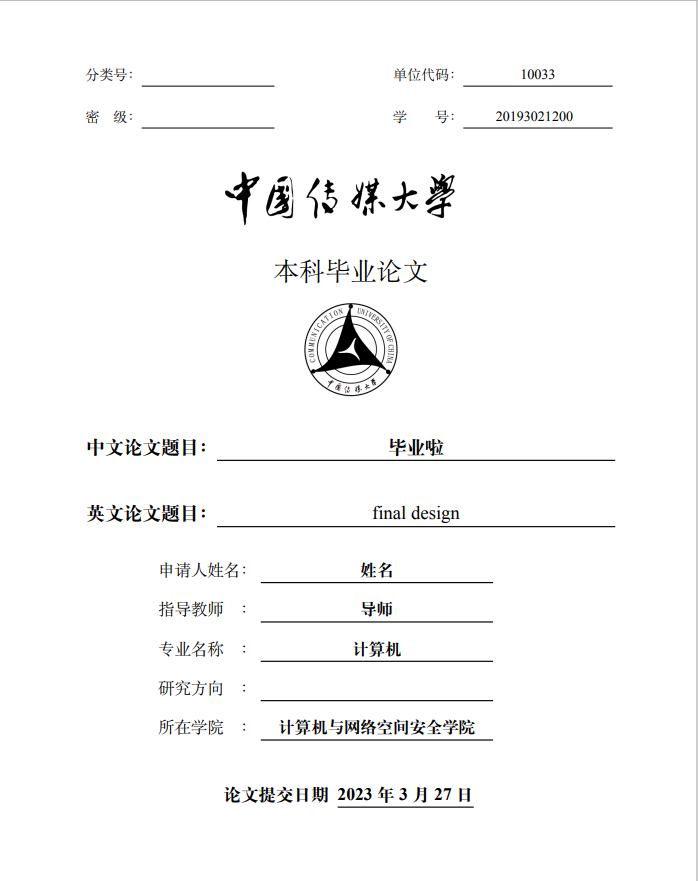 分类号： 单位代码： 10033
密 级： 学 号： 20193021200
中国传媒大學
本科毕业论文
COMMUNICATION UNIVERSITY OF CHINA
中国传媒大学
中文论文题目： 毕业啦
英文论文题目： final design
申请人姓名： 姓名
指导教师 ： 导师
专业名称 ： 计算机
研究方向 ：
所在学院 ： 计算机与网络空间安全学院
论文提交日期 2023 年 3 月 27 日